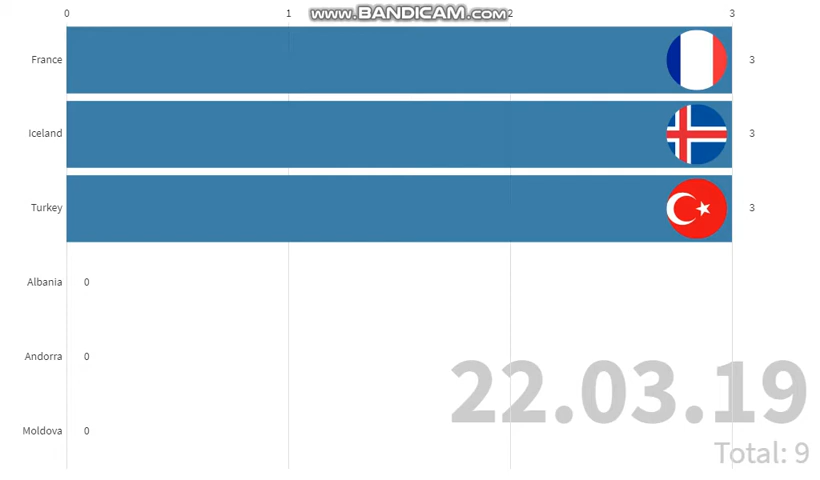 0 1 www.BANDICAM.com 2 3
France 3
Iceland 3
Turkey 3
Albania 0
Andorra 0
Moldova 0
22.03.19
Total: 9